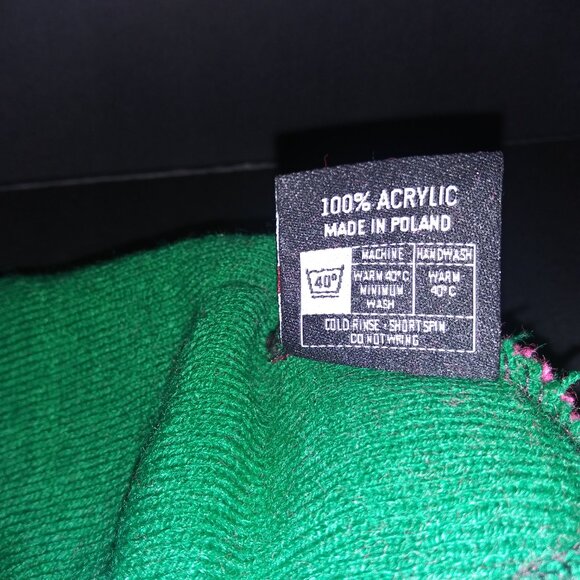 100% ACRYLIC
MADE IN POLAND
MACHINE HANDWASH
40° WARM 40°C WARM
MINIMUM 40°C
WASH
COLD RINSE - SHORT SPIN
DO NOT WRING